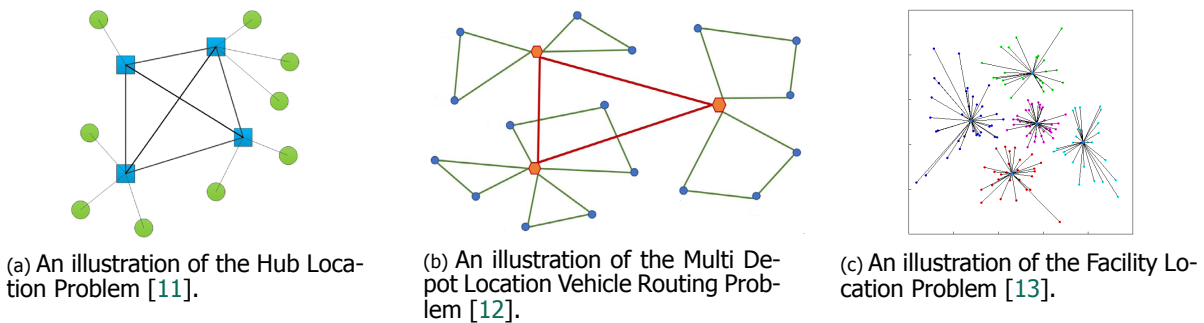 (a) An illustration of the Hub Loca-
tion Problem [11].
(b) An illustration of the Multi De-
pot Location Vehicle Routing Prob-
lem [12].
(c) An illustration of the Facility Lo-
cation Problem [13].